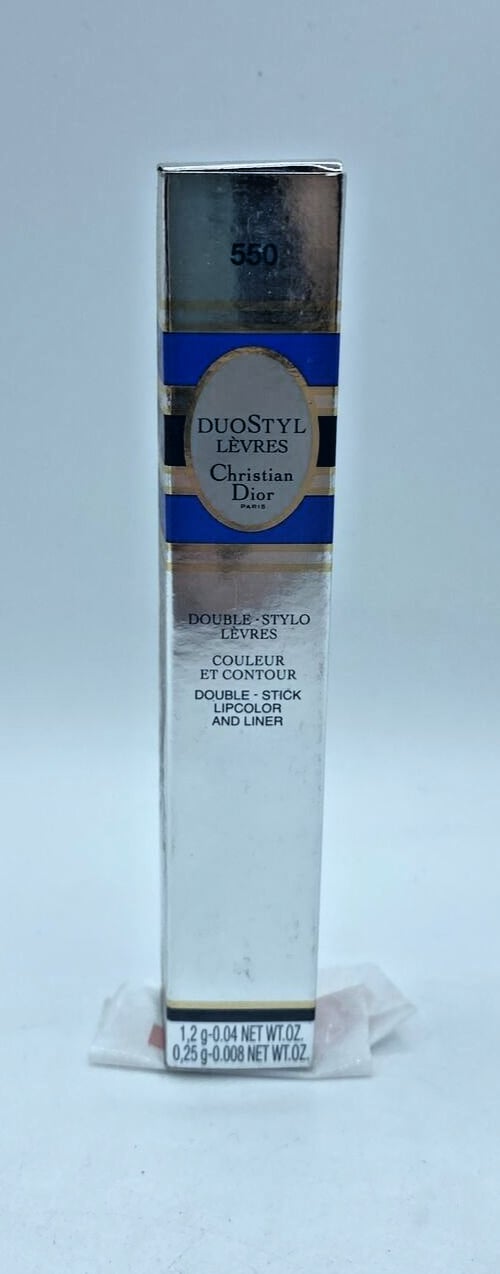 550
DUOSTYL
LÈVRES
Christian
Dior
PARIS
DOUBLE-STYLO
LÈVRES
COULEUR
ET CONTOUR
DOUBLE - STICK
LIPCOLOR
AND LINER
1,2 g-0.04 NET WT.OZ.
0,25 g-0.008 NET WT.OZ.